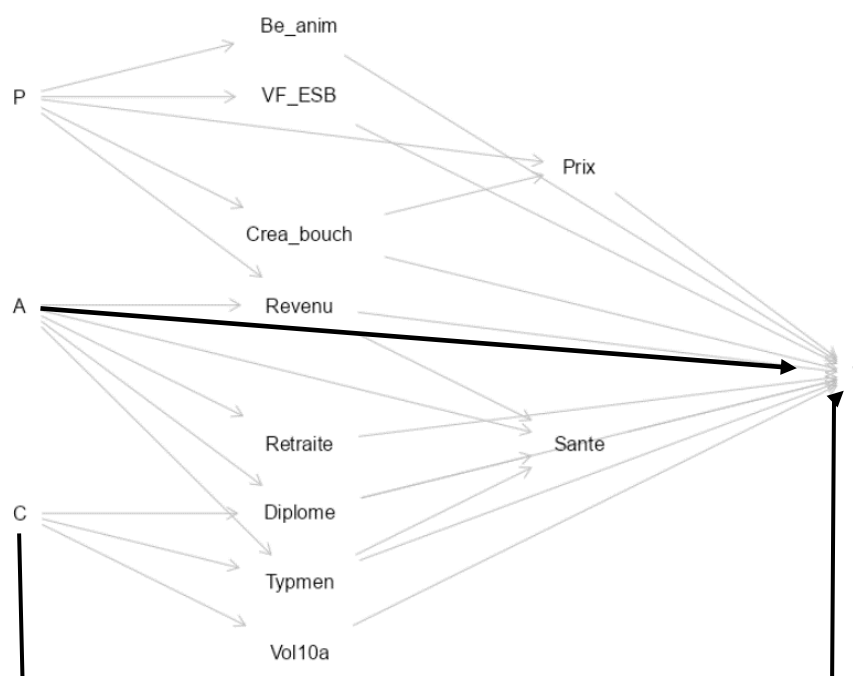 Be_anim
P
VF_ESB
Prix
Crea_bouch
A
Revenu
Retraite
Sante
C
Diplome
Typmen
Vol10a